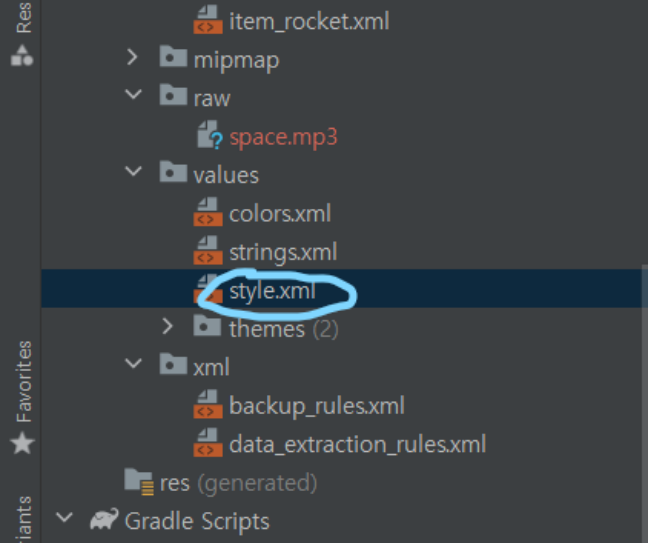 Res
item_rocket.xml
mipmap
raw
space.mp3
values
colors.xml
strings.xml
style.xml
themes (2)
xml
Favorites
backup_rules.xml
data_extraction_rules.xml
res (generated)
iants
Gradle Scripts